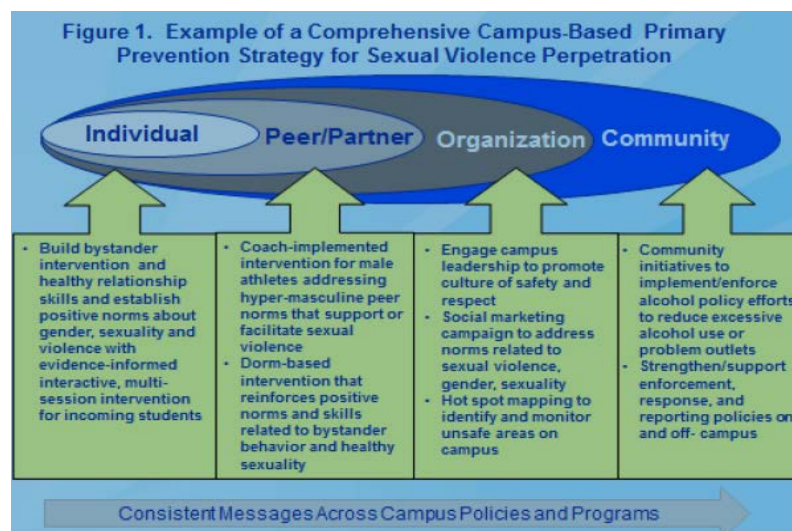 Figure 1. Example of a Comprehensive Campus-Based Primary
Prevention Strategy for Sexual Violence Perpetration
Individual
Peer/Partner
Organization
Community
• Build bystander
intervention and
healthy relationship
skills and establish
positive norms about
gender, sexuality and
violence with
evidence-informed
interactive, multi-
session intervention
for incoming students
• Coach-implemented
intervention for male
athletes addressing
hyper-masculine peer
norms that support or
facilitate sexual
violence
• Dorm-based
intervention that
reinforces positive
norms and skills
related to bystander
behavior and healthy
sexuality
• Engage campus
leadership to promote
culture of safety and
respect
• Social marketing
campaign to address
norms related to
sexual violence,
gender, sexuality
• Hot spot mapping to
identify and monitor
unsafe areas on
campus
• Community
initiatives to
implement/enforce
alcohol policy efforts
to reduce excessive
alcohol use or
problem outlets
• Strengthen/support
enforcement,
response, and
reporting policies on
and off- campus
Consistent Messages Across Campus Policies and Programs